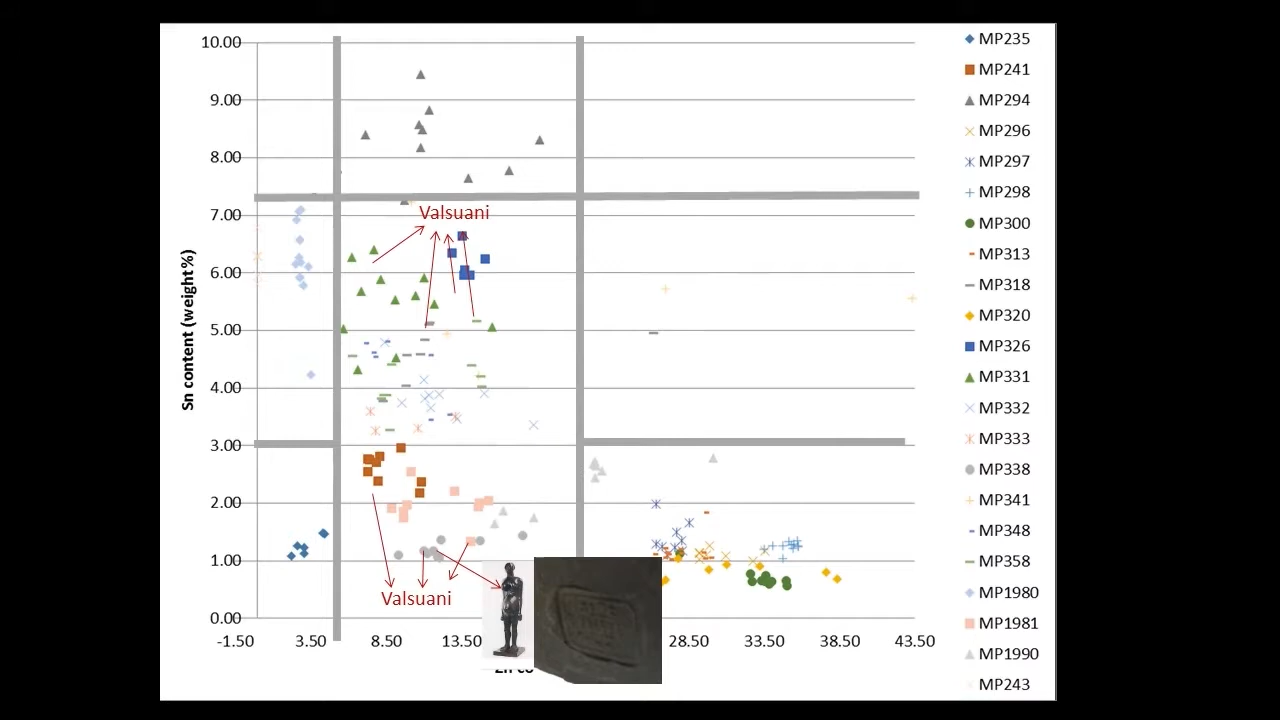 10.00
9.00
8.00
7.00
6.00
5.00
4.00
3.00
2.00
1.00
0.00
Sn content (weight%)
-1.50 3.50 8.50 13.50 28.50 33.50 38.50 43.50
Zn co
Valsuani
Valsuani
MP235
MP241
MP294
MP296
MP297
MP298
MP300
MP313
MP318
MP320
MP326
MP331
MP332
MP333
MP338
MP341
MP348
MP358
MP1980
MP1981
MP1990
MP243